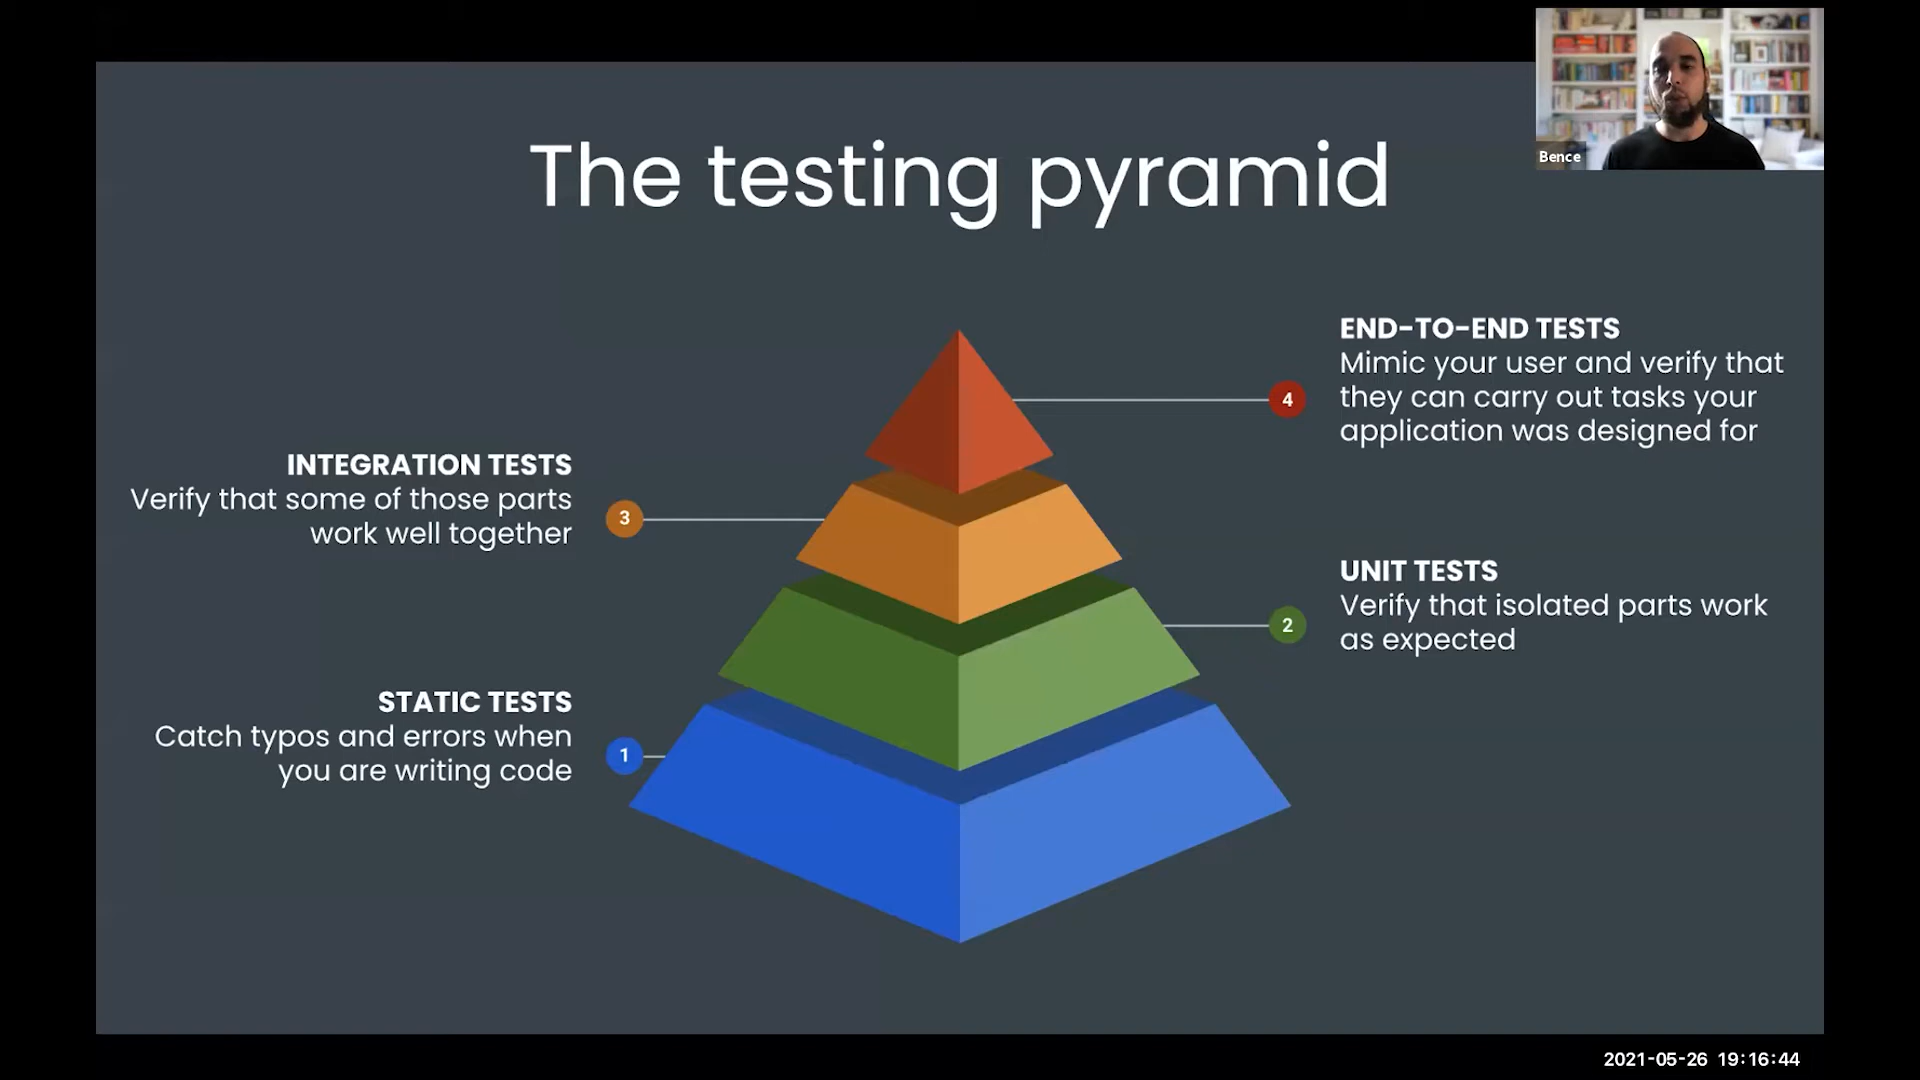 Bence
The testing pyramid
END-TO-END TESTS
Mimic your user and verify that
they can carry out tasks your
application was designed for
4
INTEGRATION TESTS
Verify that some of those parts
work well together
3
UNIT TESTS
Verify that isolated parts work
as expected
2
STATIC TESTS
Catch typos and errors when
you are writing code
1
2021-05-26 19:16:44